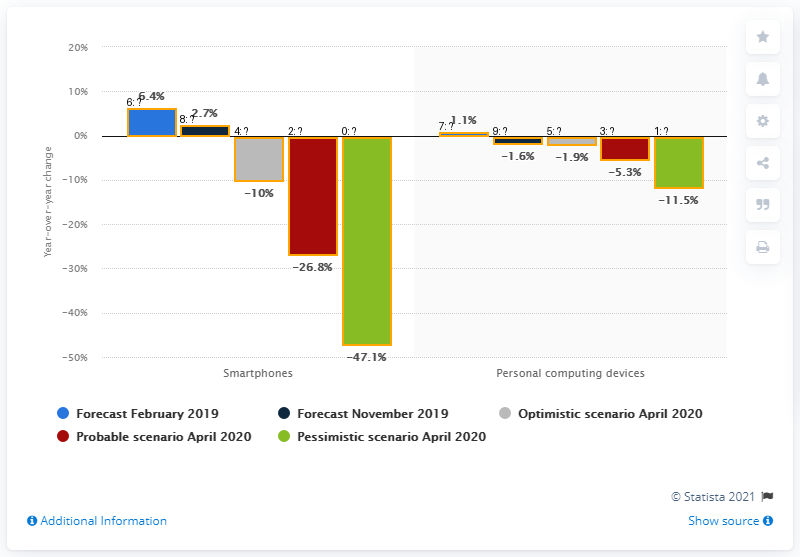 20%
10%
0%
−10%
−20%
−30%
−40%
−50%
Year-over-year change
6: ?
6.4%
8: ?
2.7%
4: ?
−10%
2: ?
−26.8%
0: ?
−47.1%
7: ?
1.1%
9: ?
−1.6%
5: ?
−1.9%
3: ?
−5.3%
1: ?
−11.5%
Smartphones
Personal computing devices
Forecast February 2019
Forecast November 2019
Optimistic scenario April 2020
Probable scenario April 2020
Pessimistic scenario April 2020
© Statista 2021
Additional Information
Show source